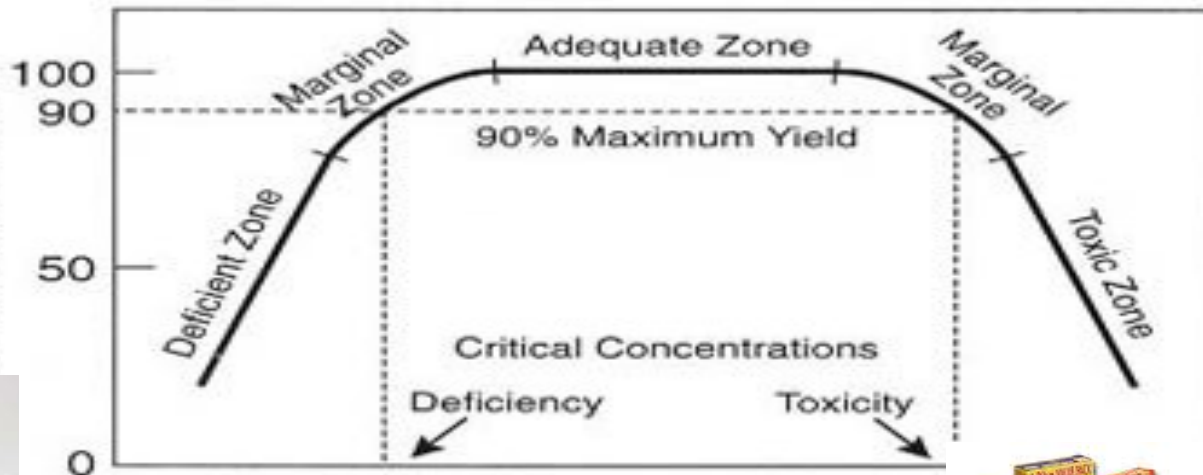 Adequate Zone
Marginal
Zone
Marginal
Zone
100
90
90% Maximum Yield
Deficient Zone
50
Toxic Zone
Critical Concentrations
Deficiency
Toxicity
0